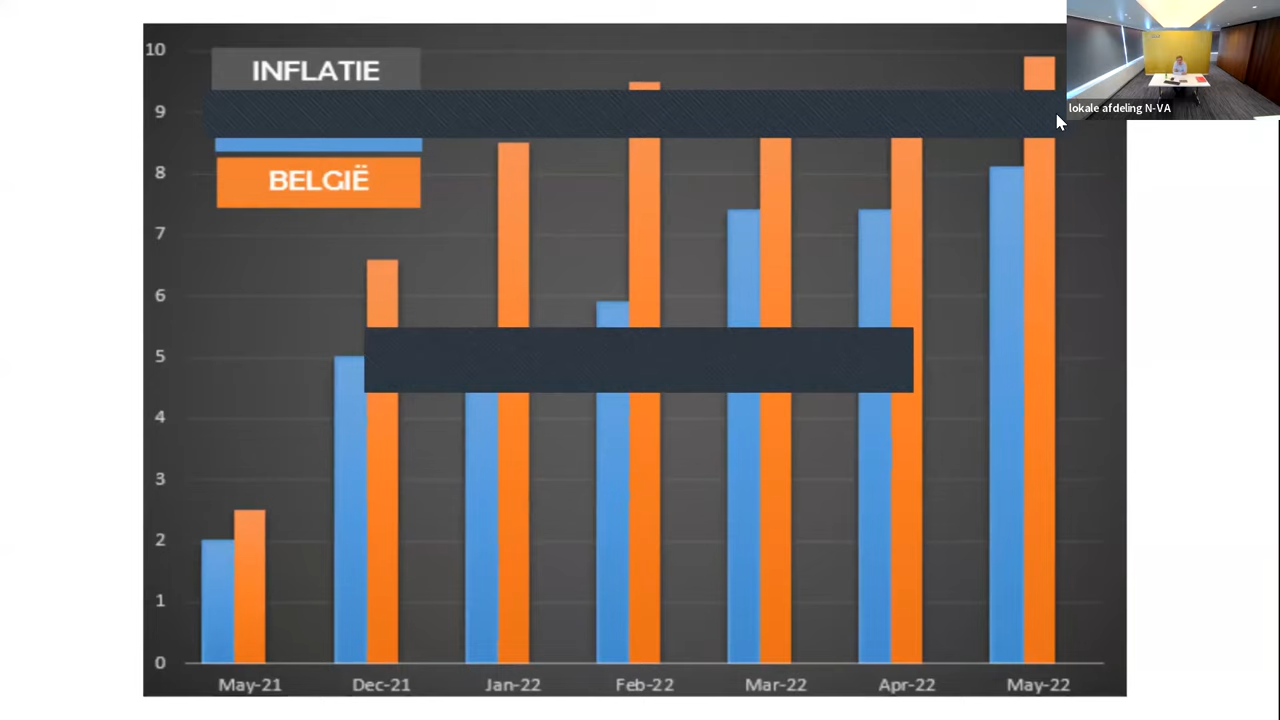 10
INFLATIE
9
8
BELGIË
7
6
5
4
3
2
1
0
May-21 Dec-21 Jan-22 Feb-22 Mar-22 Apr-22 May-22
lokale afdeling N-VA